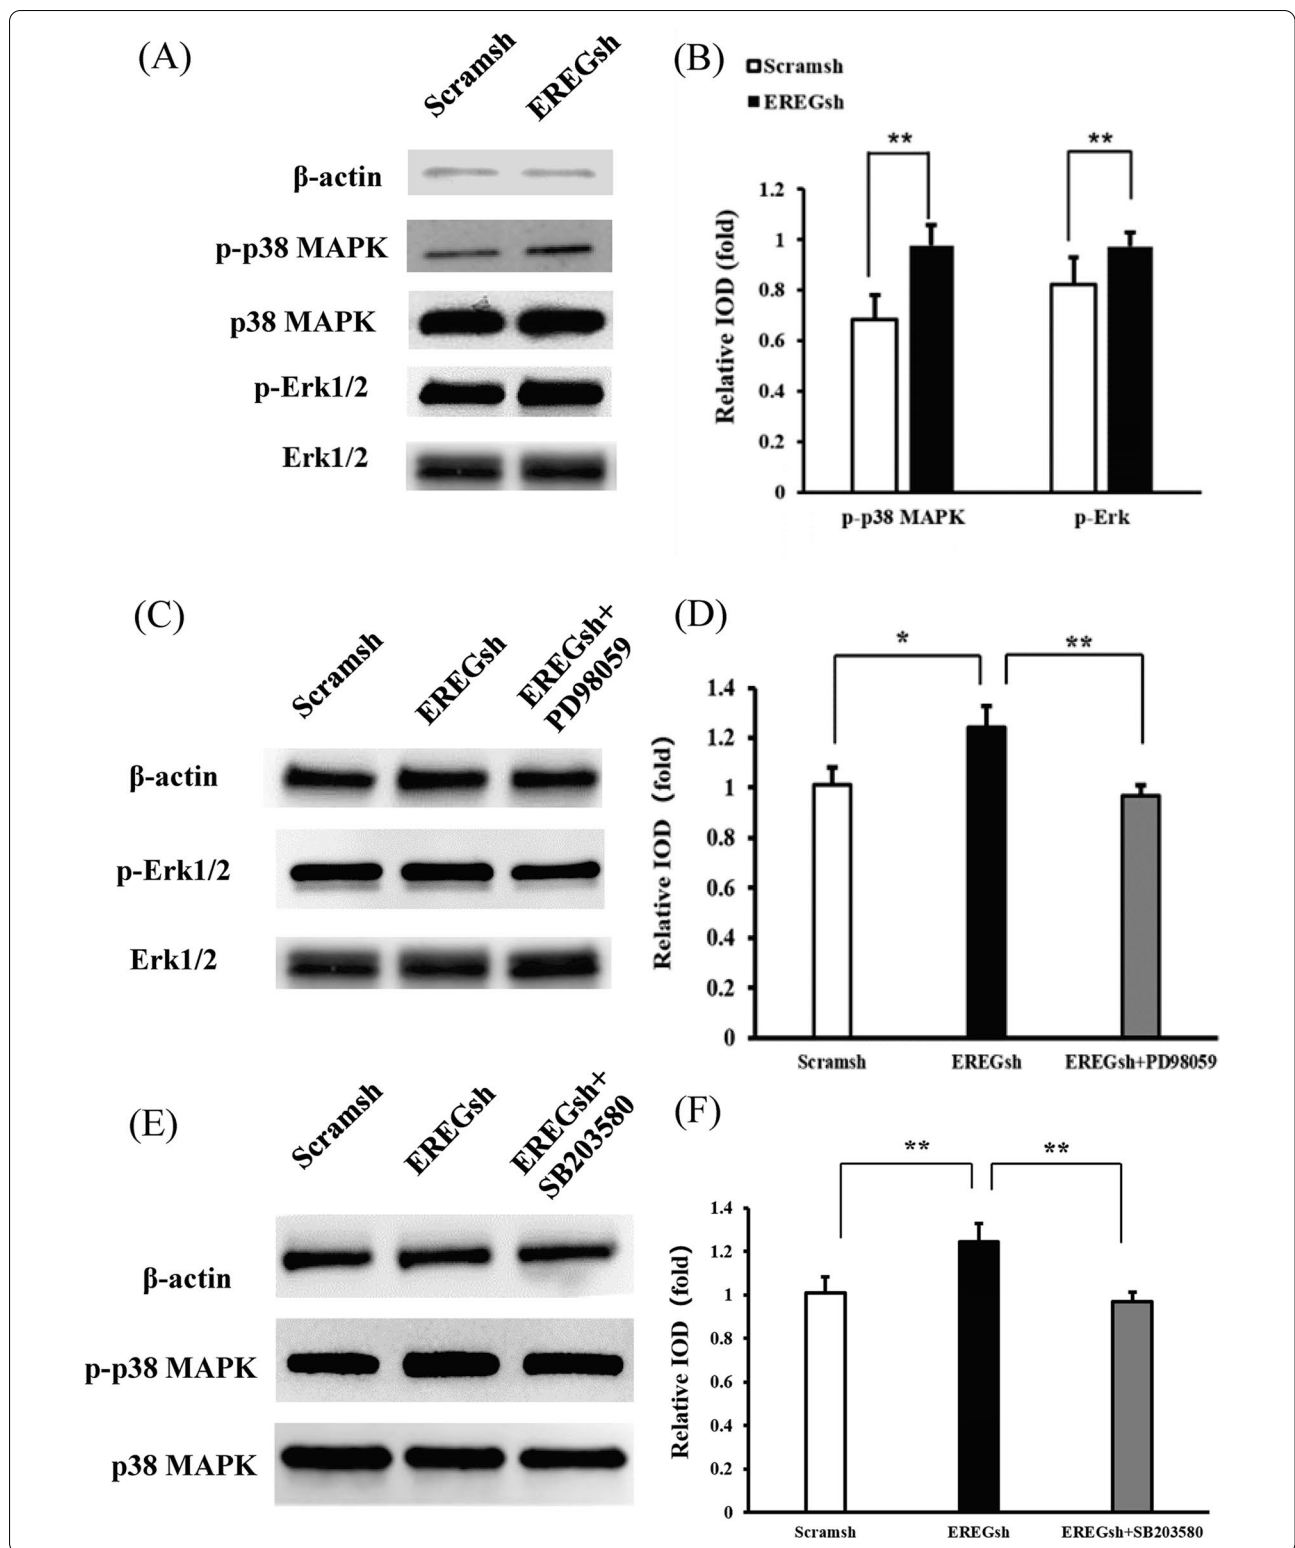 (A)
Scramsh
EREGsh
β-actin
p-p38 MAPK
p38 MAPK
p-Erk1/2
Erk1/2
(B)
Scramsh
EREGsh
**
**
Relative IOD (fold)
1.2
1
0.8
0.6
0.4
0.2
0
p-p38 MAPK
p-Erk
(C)
Scramsh
EREGsh
EREGsh+
PD98059
β-actin
p-Erk1/2
Erk1/2
(D)
*
**
Relative IOD (fold)
1.4
1.2
1
0.8
0.6
0.4
0.2
0
Scramsh
EREGsh
EREGsh+PD98059
(E)
Scramsh
EREGsh
EREGsh+
SB203580
β-actin
p-p38 MAPK
p38 MAPK
(F)
**
**
Relative IOD (fold)
1.4
1.2
1
0.8
0.6
0.4
0.2
0
Scramsh
EREGsh
EREGsh+SB203580